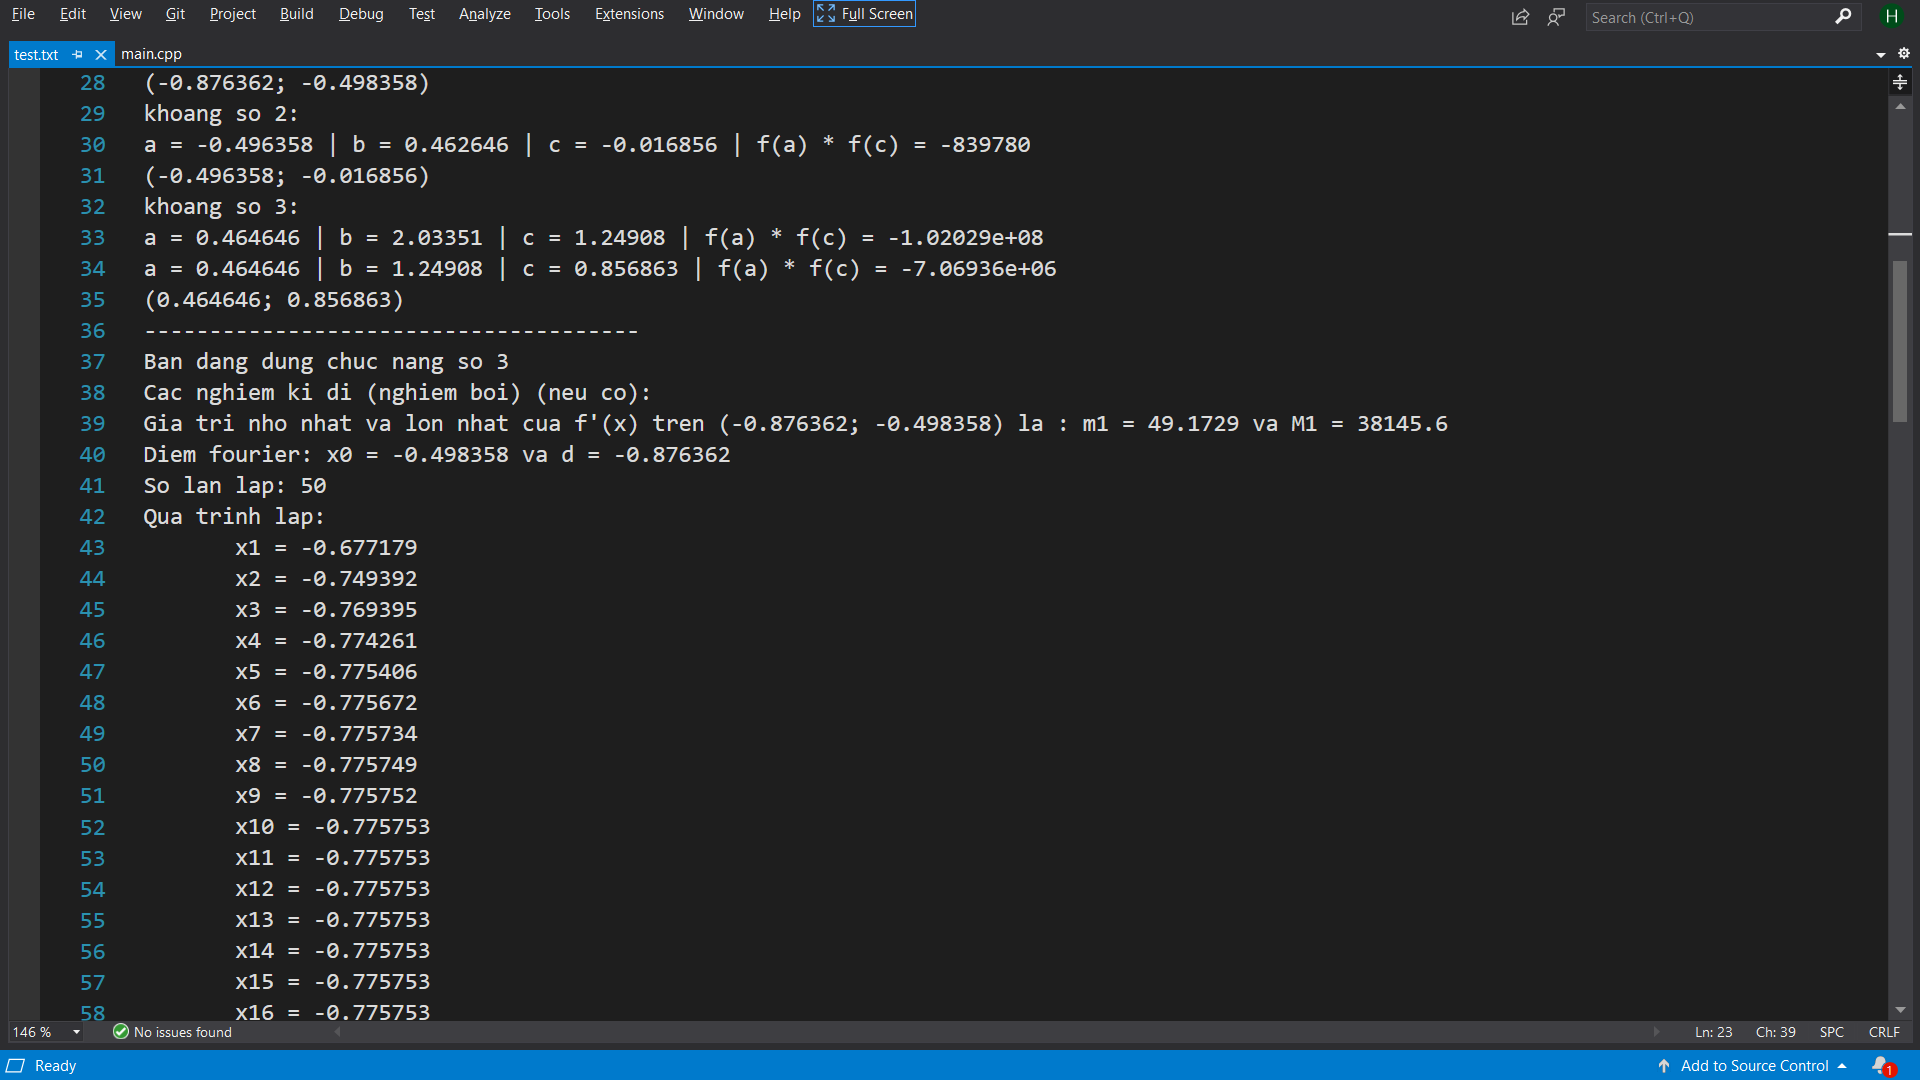 File Edit View Git Project Build Debug Test Analyze Tools Extensions Window Help Full Screen Search (Ctrl+Q) H
test.txt main.cpp
28 (-0.876362; -0.498358)
29 khoang so 2:
30 a = -0.496358 | b = 0.462646 | c = -0.016856 | f(a) * f(c) = -839780
31 (-0.496358; -0.016856)
32 khoang so 3:
33 a = 0.464646 | b = 2.03351 | c = 1.24908 | f(a) * f(c) = -1.02029e+08
34 a = 0.464646 | b = 1.24908 | c = 0.856863 | f(a) * f(c) = -7.06936e+06
35 (0.464646; 0.856863)
36 --------------------------------------
37 Ban dang dung chuc nang so 3
38 Cac nghiem ki di (nghiem boi) (neu co):
39 Gia tri nho nhat va lon nhat cua f'(x) tren (-0.876362; -0.498358) la : m1 = 49.1729 va M1 = 38145.6
40 Diem fourier: x0 = -0.498358 va d = -0.876362
41 So lan lap: 50
42 Qua trinh lap:
43 x1 = -0.677179
44 x2 = -0.749392
45 x3 = -0.769395
46 x4 = -0.774261
47 x5 = -0.775406
48 x6 = -0.775672
49 x7 = -0.775734
50 x8 = -0.775749
51 x9 = -0.775752
52 x10 = -0.775753
53 x11 = -0.775753
54 x12 = -0.775753
55 x13 = -0.775753
56 x14 = -0.775753
57 x15 = -0.775753
58 x16 = -0.775753
146 % No issues found Ln: 23 Ch: 39 SPC CRLF
Ready Add to Source Control 1